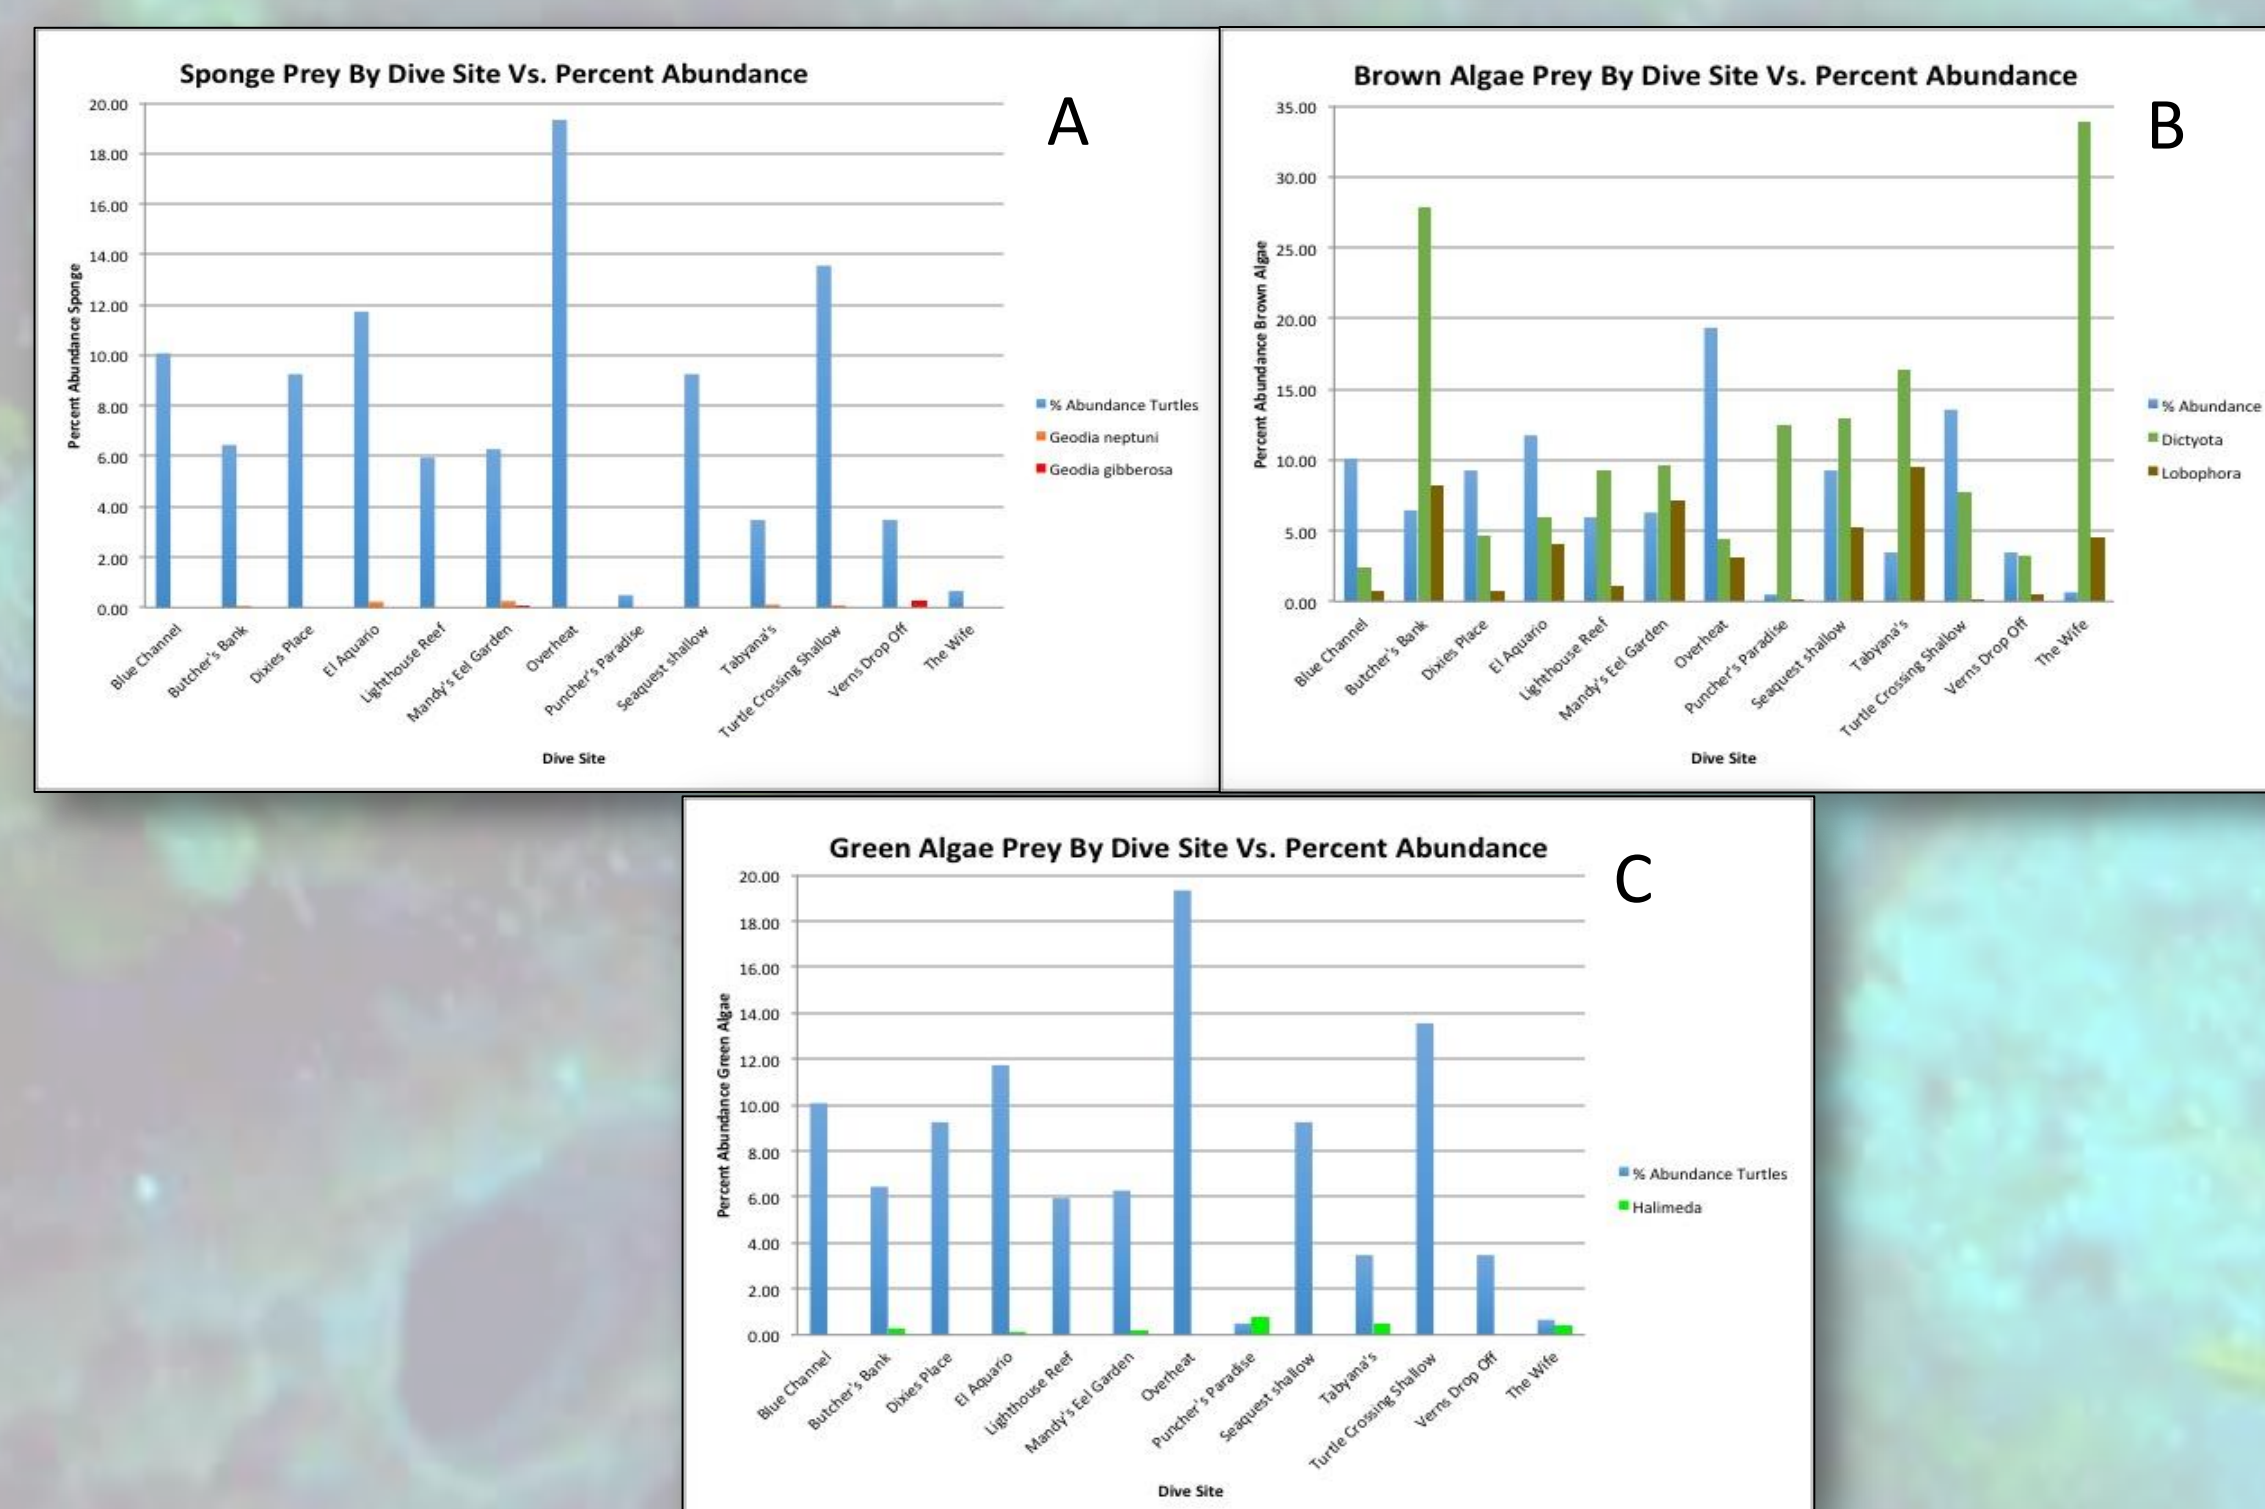 Sponge Prey By Dive Site Vs. Percent Abundance
A
20.00
18.00
16.00
14.00
12.00
10.00
8.00
6.00
4.00
2.00
0.00
Percent Abundance Sponge
% Abundance Turtles
Geodia neptuni
Geodia gibberosa
Blue Channel
Butcher's Bank
Dixies Place
El Aquario
Lighthouse Reef
Mandy's Eel Garden
Overheat
Puncher's Paradise
Seaquest shallow
Tabyana's
Turtle Crossing Shallow
Verns Drop Off
The Wife
Dive Site
Brown Algae Prey By Dive Site Vs. Percent Abundance
B
35.00
30.00
25.00
20.00
15.00
10.00
5.00
0.00
Percent Abundance Brown Algae
% Abundance
Dictyota
Lobophora
Blue Channel
Butcher's Bank
Dixies Place
El Aquario
Lighthouse Reef
Mandy's Eel Garden
Overheat
Puncher's Paradise
Seaquest shallow
Tabyana's
Turtle Crossing Shallow
Verns Drop Off
The Wife
Dive Site
Green Algae Prey By Dive Site Vs. Percent Abundance
C
20.00
18.00
16.00
14.00
12.00
10.00
8.00
6.00
4.00
2.00
0.00
Percent Abundance Green Algae
% Abundance Turtles
Halimeda
Blue Channel
Butcher's Bank
Dixies Place
El Aquario
Lighthouse Reef
Mandy's Eel Garden
Overheat
Puncher's Paradise
Seaquest shallow
Tabyana's
Turtle Crossing Shallow
Verns Drop Off
The Wife
Dive Site